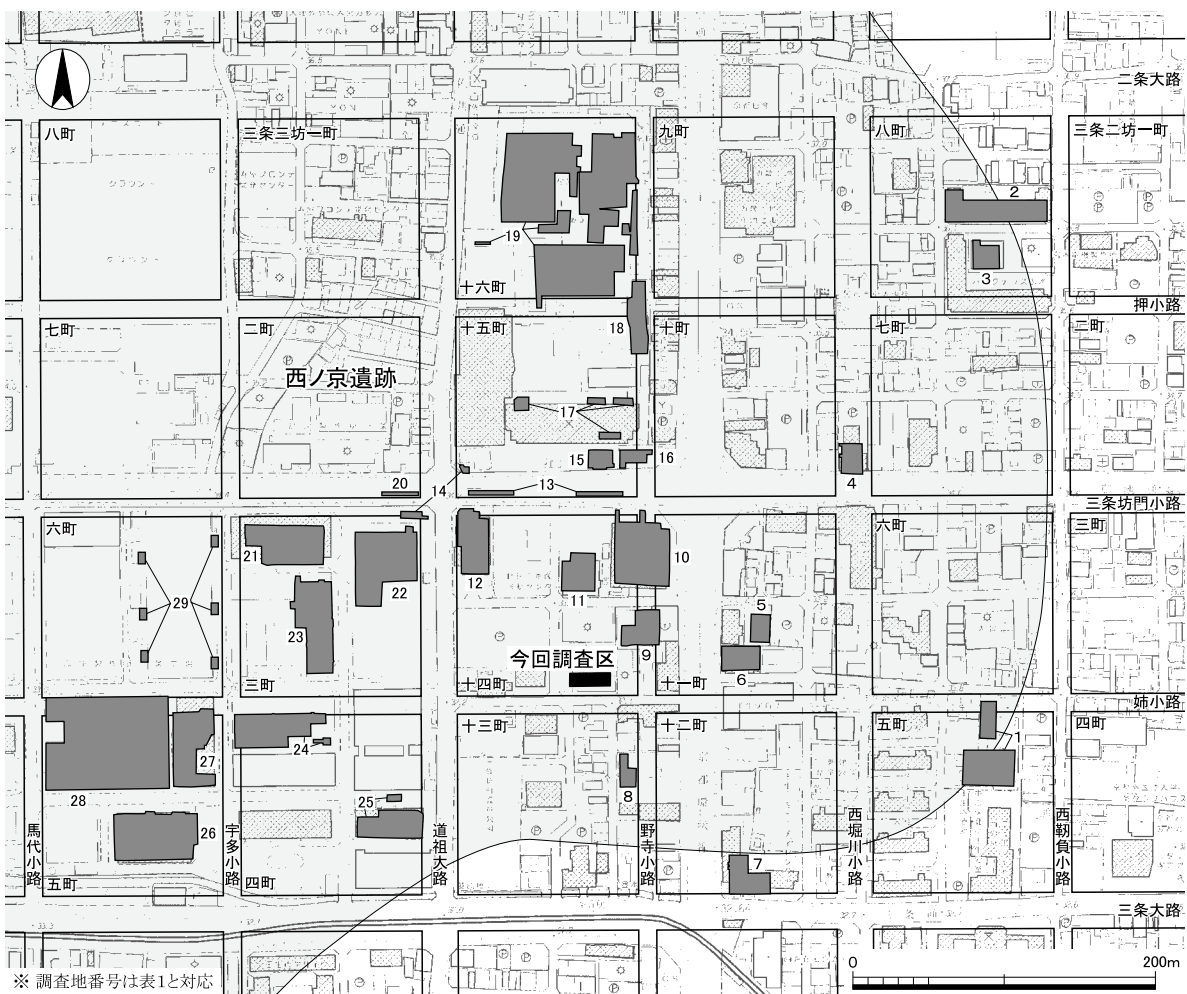 二条大路
八町
三条三坊一町
九町
八町
三条二坊一町
2
19
3
十六町
押小路
七町
二町
十五町
18
十町
七町
二町
西ノ京遺跡
17
15
16
4
20
14
13
三条坊門小路
六町
六町
三町
21
12
10
22
11
29
5
23
9
今回調査区
6
三町
十四町
十一町
姉小路
十三町
十二町
五町
1
四町
24
27
8
28
25
馬代小路
宇多小路
道祖大路
野寺小路
西堀川小路
西靭負小路
26
7
五町
四町
三条大路
※ 調査地番号は表1と対応
0
200m